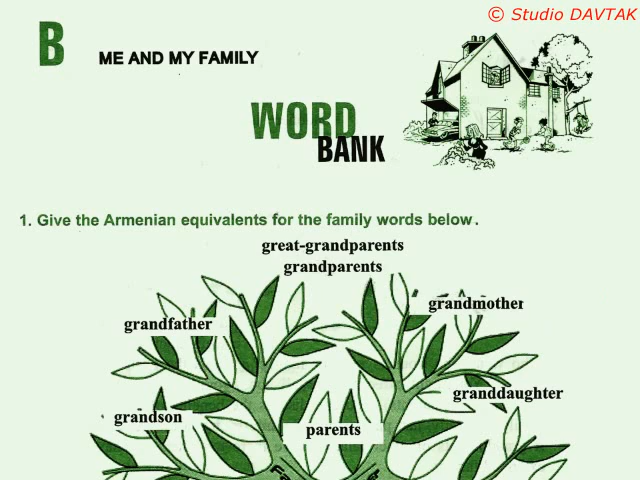 © Studio DAVTAK
B ME AND MY FAMILY
WORD
BANK
1. Give the Armenian equivalents for the family words below.
great-grandparents
grandparents
grandmother
grandfather
granddaughter
grandson
parents